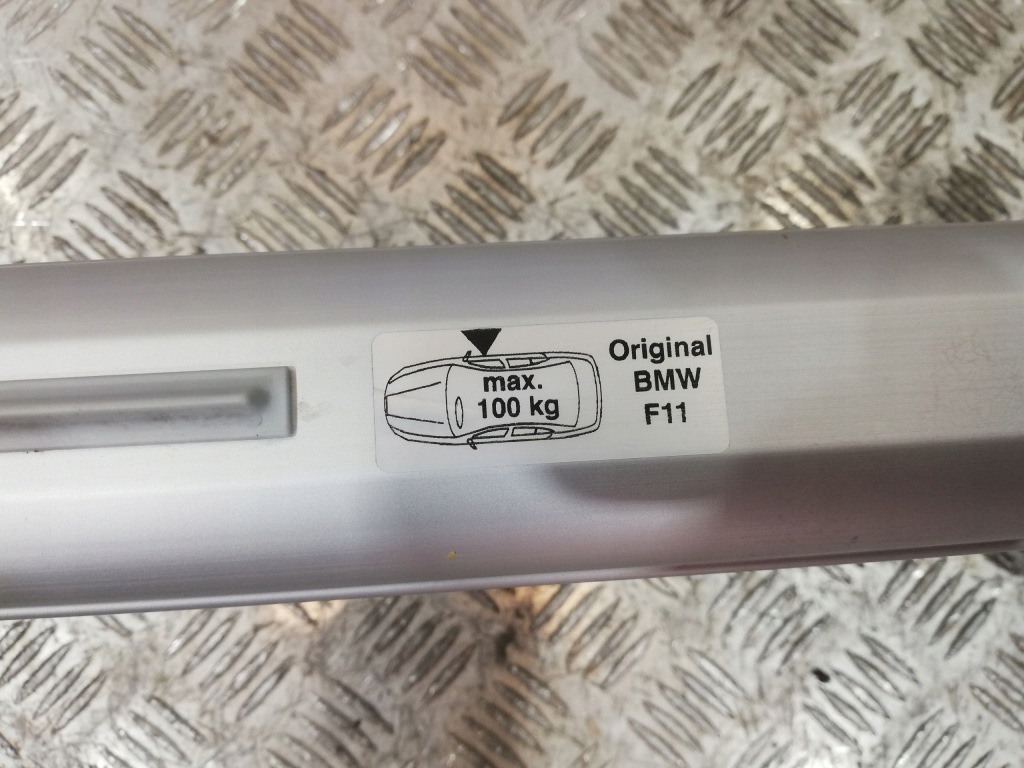 max.
100 kg
Original
BMW
F11